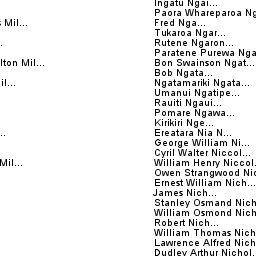 Ingatu Ngai...
Paora Whareparoa Ng
s Mil...
Fred Nga...
Tukaroa Ngar...
Rutene Ngaron...
Paratene Purewa Nga
lton Mil...
Bon Swainson Ngat...
Bob Ngata...
il...
Ngatamariki Ngata...
Umanui Ngatipe...
Rauiti Ngaui...
Pomare Ngawa...
Kirikiri Nge...
Ereatara Nia N...
George William Ni...
Cyril Walter Niccol...
Mil...
William Henry Niccol.
Owen Strangwood Nic
Ernest William Nich...
James Nich...
Stanley Osmand Nich
William Osmond Nich
Robert Nich...
William Thomas Nich
Lawrence Alfred Nich
Dudley Arthur Nichol.